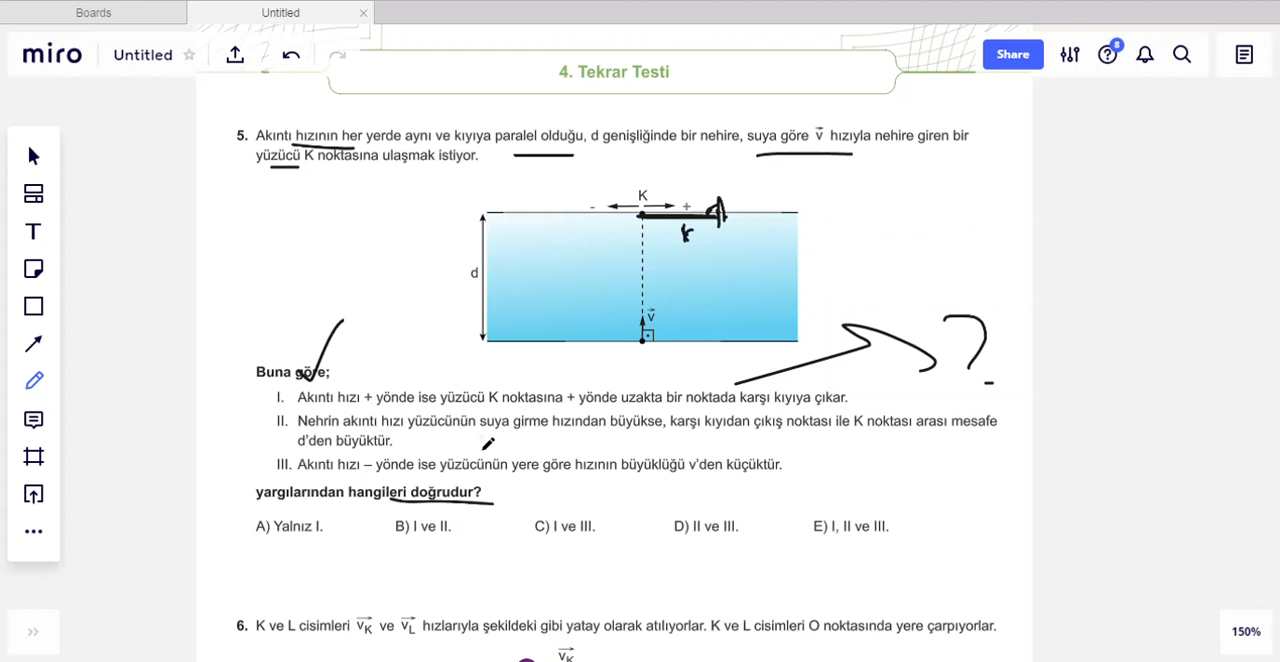 Boards
Untitled
miro
Untitled
Share
8
4. Tekrar Testi
5. Akıntı hızının her yerde aynı ve kıyıya paralel olduğu, d genişliğinde bir nehire, suya göre v hızıyla nehire giren bir
yüzücü K noktasına ulaşmak istiyor.
K
- +
d
v
Buna göre;
I. Akıntı hızı + yönde ise yüzücü K noktasına + yönde uzakta bir noktada karşı kıyıya çıkar.
II. Nehrin akıntı hızı yüzücünün suya girme hızından büyükse, karşı kıyıdan çıkış noktası ile K noktası arası mesafe
d'den büyüktür.
III. Akıntı hızı – yönde ise yüzücünün yere göre hızının büyüklüğü v'den küçüktür.
yargılarından hangileri doğrudur?
A) Yalnız I. B) I ve II. C) I ve III. D) II ve III. E) I, II ve III.
?
6. K ve L cisimleri vK ve vL hızlarıyla şekildeki gibi yatay olarak atılıyorlar. K ve L cisimleri O noktasında yere çarpıyorlar.
vK
150%